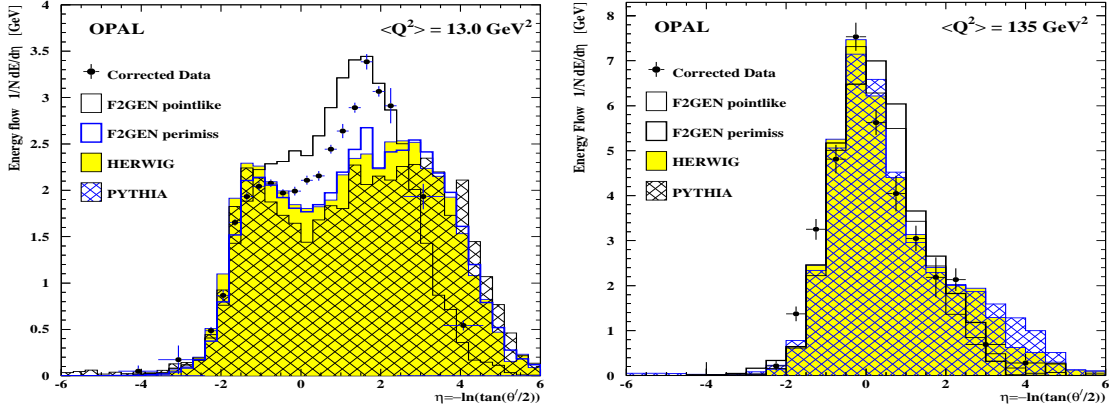 OPAL
<Q²> = 13.0 GeV²
Corrected Data
F2GEN pointlike
F2GEN perimiss
HERWIG
PYTHIA
Energy flow 1/N dE/dη [GeV]
4
3.5
3
2.5
2
1.5
1
0.5
0
-6 -4 -2 0 2 4 6
η=−ln(tan(θ′/2))
OPAL
<Q²> = 135 GeV²
Corrected Data
F2GEN pointlike
F2GEN perimiss
HERWIG
PYTHIA
Energy Flow 1/N dE/dη [GeV]
8
7
6
5
4
3
2
1
0
-6 -4 -2 0 2 4 6
η=−ln(tan(θ′/2))